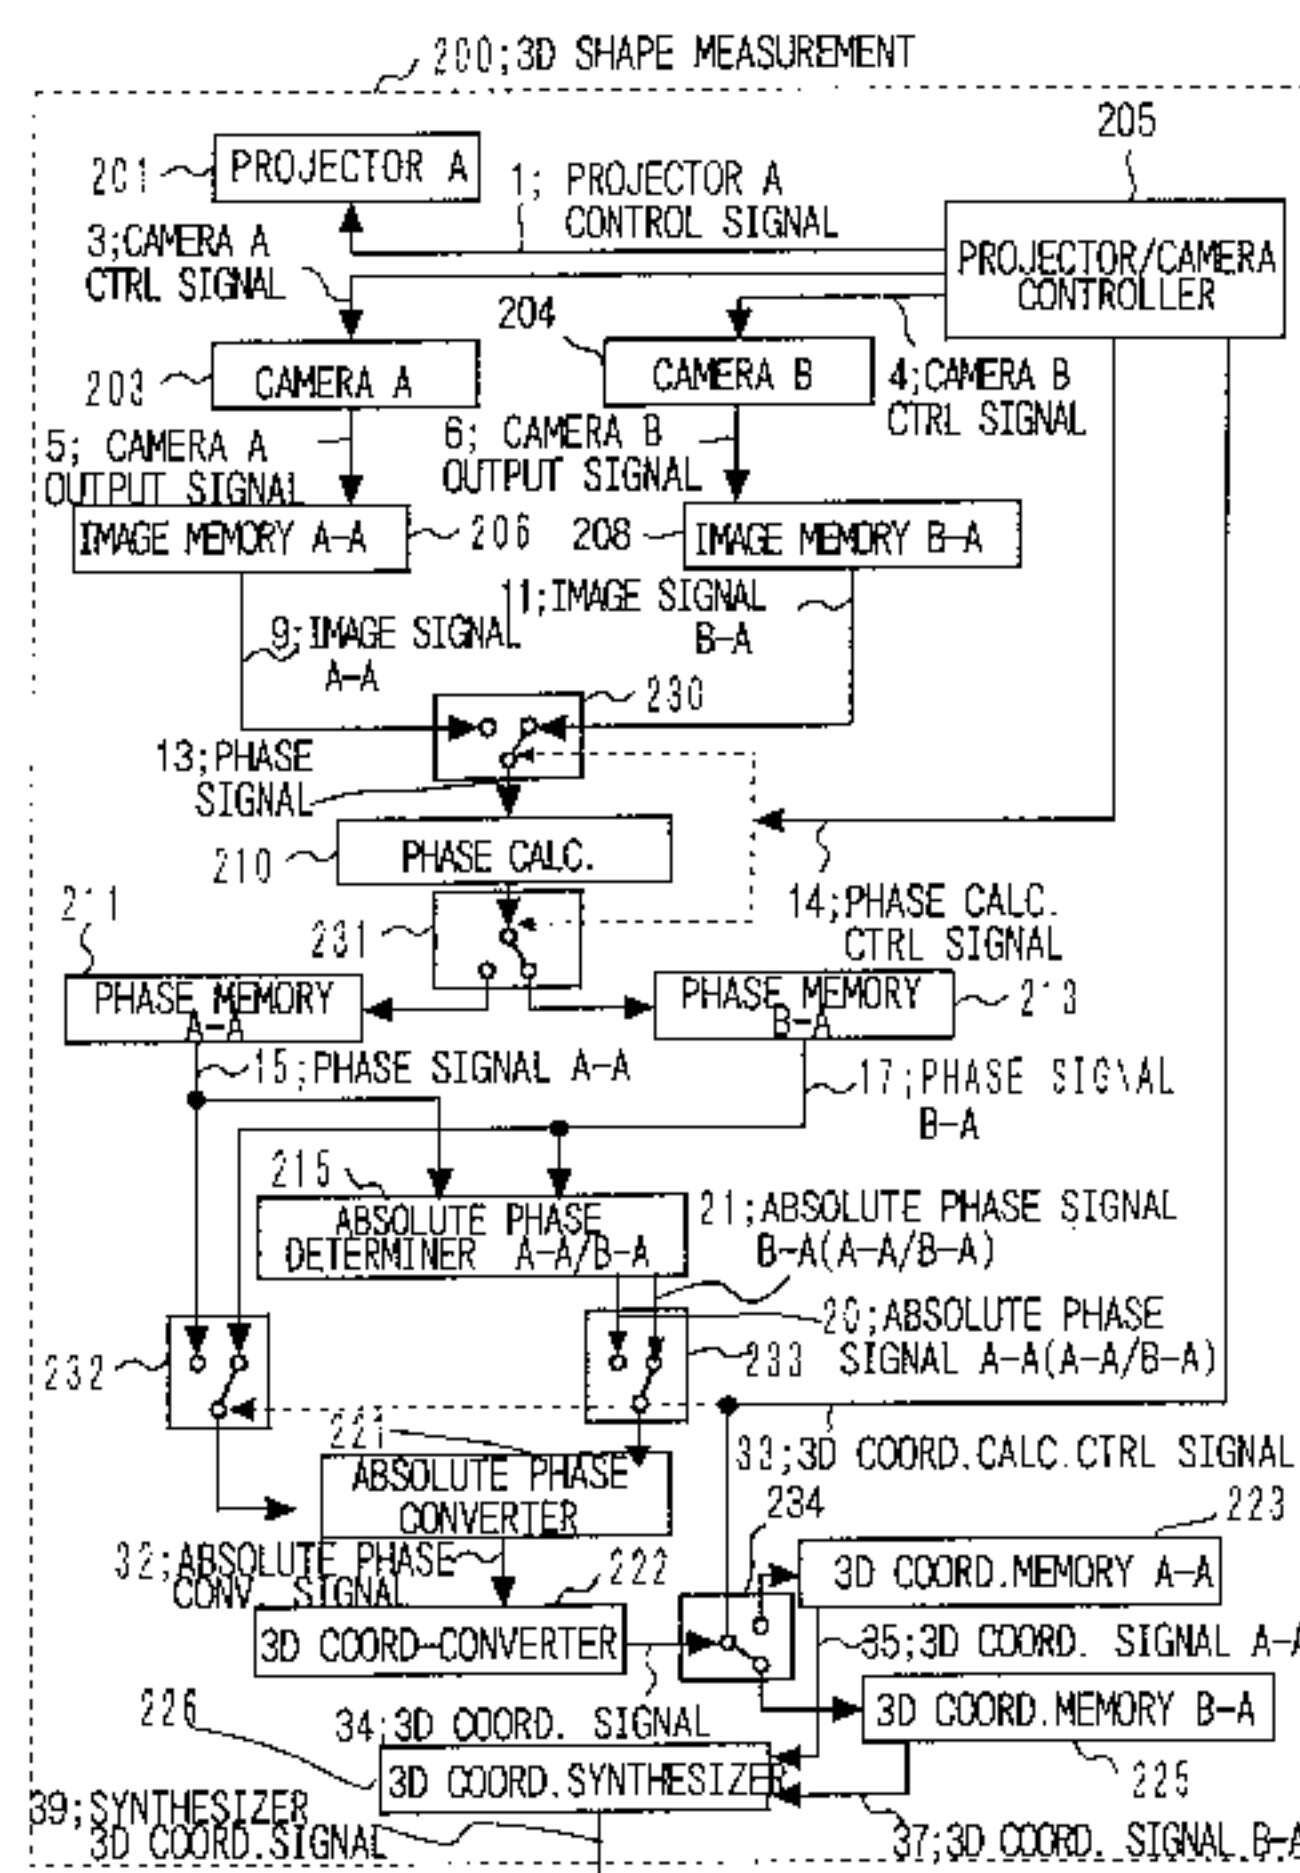 200;3D SHAPE MEASUREMENT
205
201
PROJECTOR A
1; PROJECTOR A
CONTROL SIGNAL
3;CAMERA A
CTRL SIGNAL
PROJECTOR/CAMERA
CONTROLLER
204
203
CAMERA A
CAMERA B
4;CAMERA B
CTRL SIGNAL
5; CAMERA A
OUTPUT SIGNAL
6; CAMERA B
OUTPUT SIGNAL
IMAGE MEMORY A-A
206
208
IMAGE MEMORY B-A
11;IMAGE SIGNAL
B-A
9;IMAGE SIGNAL
A-A
230
13;PHASE
SIGNAL
210
PHASE CALC.
14;PHASE CALC.
CTRL SIGNAL
211
231
PHASE MEMORY
A-A
PHASE MEMORY
B-A
213
15;PHASE SIGNAL A-A
17;PHASE SIGNAL
B-A
215
ABSOLUTE PHASE
DETERMINER A-A/B-A
21;ABSOLUTE PHASE SIGNAL
B-A(A-A/B-A)
20;ABSOLUTE PHASE
SIGNAL A-A(A-A/B-A)
232
233
221
33;3D COORD.CALC.CTRL SIGNAL
ABSOLUTE PHASE
CONVERTER
234
223
32;ABSOLUTE PHASE
CONV. SIGNAL
222
3D COORD.MEMORY A-A
3D COORD-CONVERTER
35;3D COORD. SIGNAL A-A
226
34;3D COORD. SIGNAL
3D COORD.MEMORY B-A
3D COORD.SYNTHESIZER
225
39;SYNTHESIZER
3D COORD.SIGNAL
37;3D COORD. SIGNAL B-A